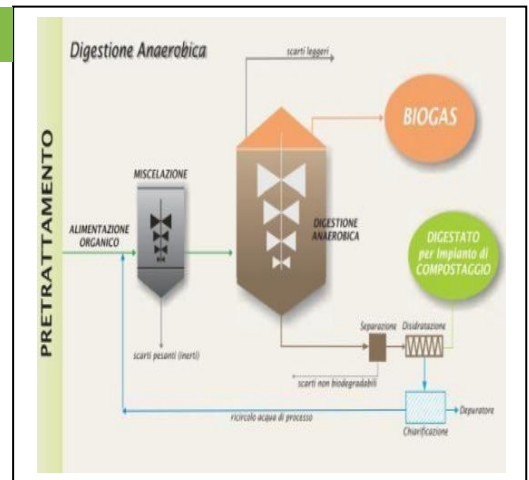 Digestione Anaerobica
scarti leggeri
BIOGAS
PRETRATTAMENTO
MISCELAZIONE
ALIMENTAZIONE
ORGANICO
DIGESTIONE
ANAEROBICA
DIGESTATO
per Impianto di
COMPOSTAGGIO
Separazione Disidratazione
scarti pesanti (inerti)
scarti non biodegradabili
ricircolo acqua di processo
Depuratore
Chiarificazione